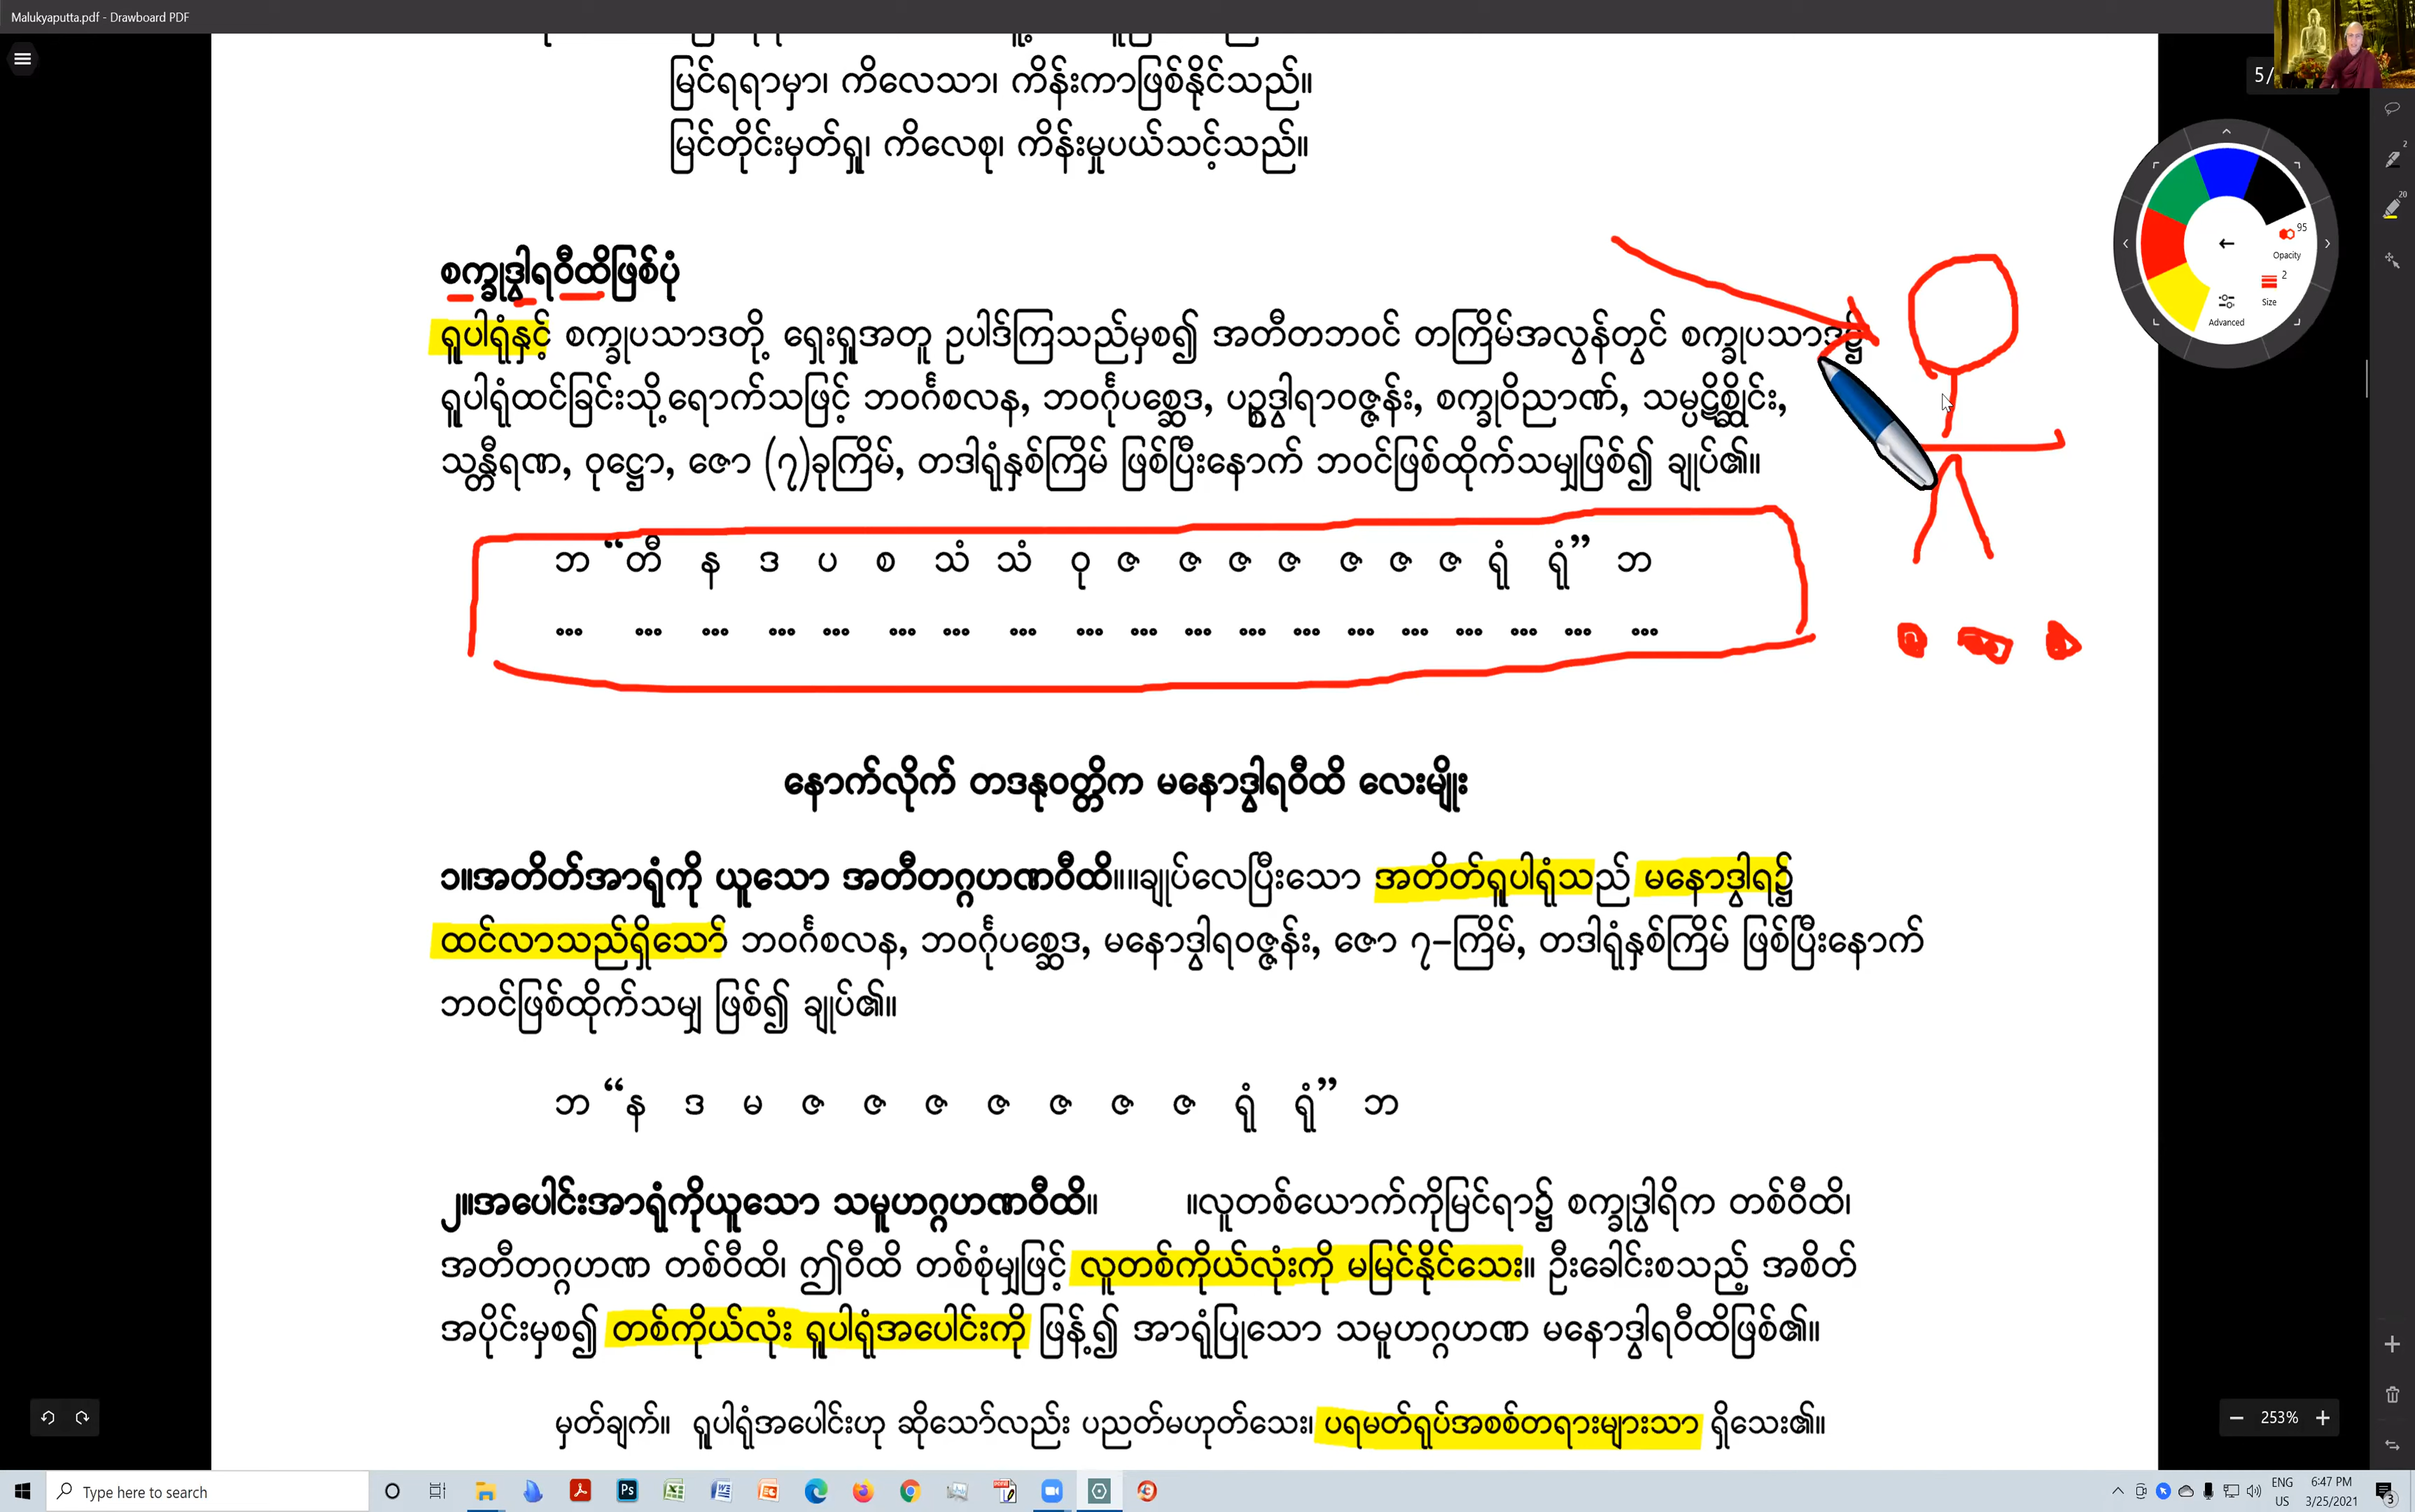 Malukyaputta.pdf - Drawboard PDF
5/
မြင်ရရာမှာ၊ ကိလေသာ၊ ကိန်းကာဖြစ်နိုင်သည်။
မြင်တိုင်းမှတ်ရှု၊ ကိလေစု၊ ကိန်းမှုပယ်သင့်သည်။
2
20
95
Opacity
2
Size
Advanced
စက္ခုဒွါရဝီထိဖြစ်ပုံ
ရူပါရုံနှင့် စက္ခုပသာဒတို့ ရှေးရှုအတူ ဥပါဒ်ကြသည်မှစ၍ အတီတဘဝင် တကြိမ်အလွန်တွင် စက္ခုပသာဒ၌
ရူပါရုံထင်ခြင်းသို့ရောက်သဖြင့် ဘဝင်္ဂစလန, ဘဝင်္ဂုပစ္ဆေဒ, ပဉ္စဒွါရာဝဇ္ဇန်း, စက္ခုဝိညာဏ်, သမ္ပဋိစ္ဆိုင်း,
သန္တီရဏ, ဝုဋ္ဌော, ဇော (၇)ခုကြိမ်, တဒါရုံနှစ်ကြိမ် ဖြစ်ပြီးနောက် ဘဝင်ဖြစ်ထိုက်သမျှဖြစ်၍ ချုပ်၏။
ဘ “တီ န ဒ ပ စ သံ သံ ဝု ဇ ဇ ဇ ဇ ဇ ဇ ဇ ရုံ ရုံ” ဘ
... ... ... ... ... ... ... ... ... ... ... ... ... ... ... ... ... ... ...
နောက်လိုက် တဒနုဝတ္တိက မနောဒွါရဝီထိ လေးမျိုး
၁။အတိတ်အာရုံကို ယူသော အတီတဂ္ဂဟဏဝီထိ။ ။ချုပ်လေပြီးသော အတိတ်ရူပါရုံသည် မနောဒွါရ၌
ထင်လာသည်ရှိသော် ဘဝင်္ဂစလန, ဘဝင်္ဂုပစ္ဆေဒ, မနောဒွါရဝဇ္ဇန်း, ဇော ၇–ကြိမ်, တဒါရုံနှစ်ကြိမ် ဖြစ်ပြီးနောက်
ဘဝင်ဖြစ်ထိုက်သမျှ ဖြစ်၍ ချုပ်၏။
ဘ “န ဒ မ ဇ ဇ ဇ ဇ ဇ ဇ ဇ ရုံ ရုံ” ဘ
၂။အပေါင်းအာရုံကိုယူသော သမူဟဂ္ဂဟဏဝီထိ။ ။လူတစ်ယောက်ကိုမြင်ရာ၌ စက္ခုဒွါရိက တစ်ဝီထိ၊
အတီတဂ္ဂဟဏ တစ်ဝီထိ၊ ဤဝီထိ တစ်စုံမျှဖြင့် လူတစ်ကိုယ်လုံးကို မမြင်နိုင်သေး။ ဦးခေါင်းစသည့် အစိတ်
အပိုင်းမှစ၍ တစ်ကိုယ်လုံး ရူပါရုံအပေါင်းကို ဖြန့်၍ အာရုံပြုသော သမူဟဂ္ဂဟဏ မနောဒွါရဝီထိဖြစ်၏။
မှတ်ချက်။ ရူပါရုံအပေါင်းဟု ဆိုသော်လည်း ပညတ်မဟုတ်သေး၊ ပရမတ်ရုပ်အစစ်တရားများသာ ရှိသေး၏။
253%
Type here to search
ENG
US
6:47 PM
3/25/2021
3